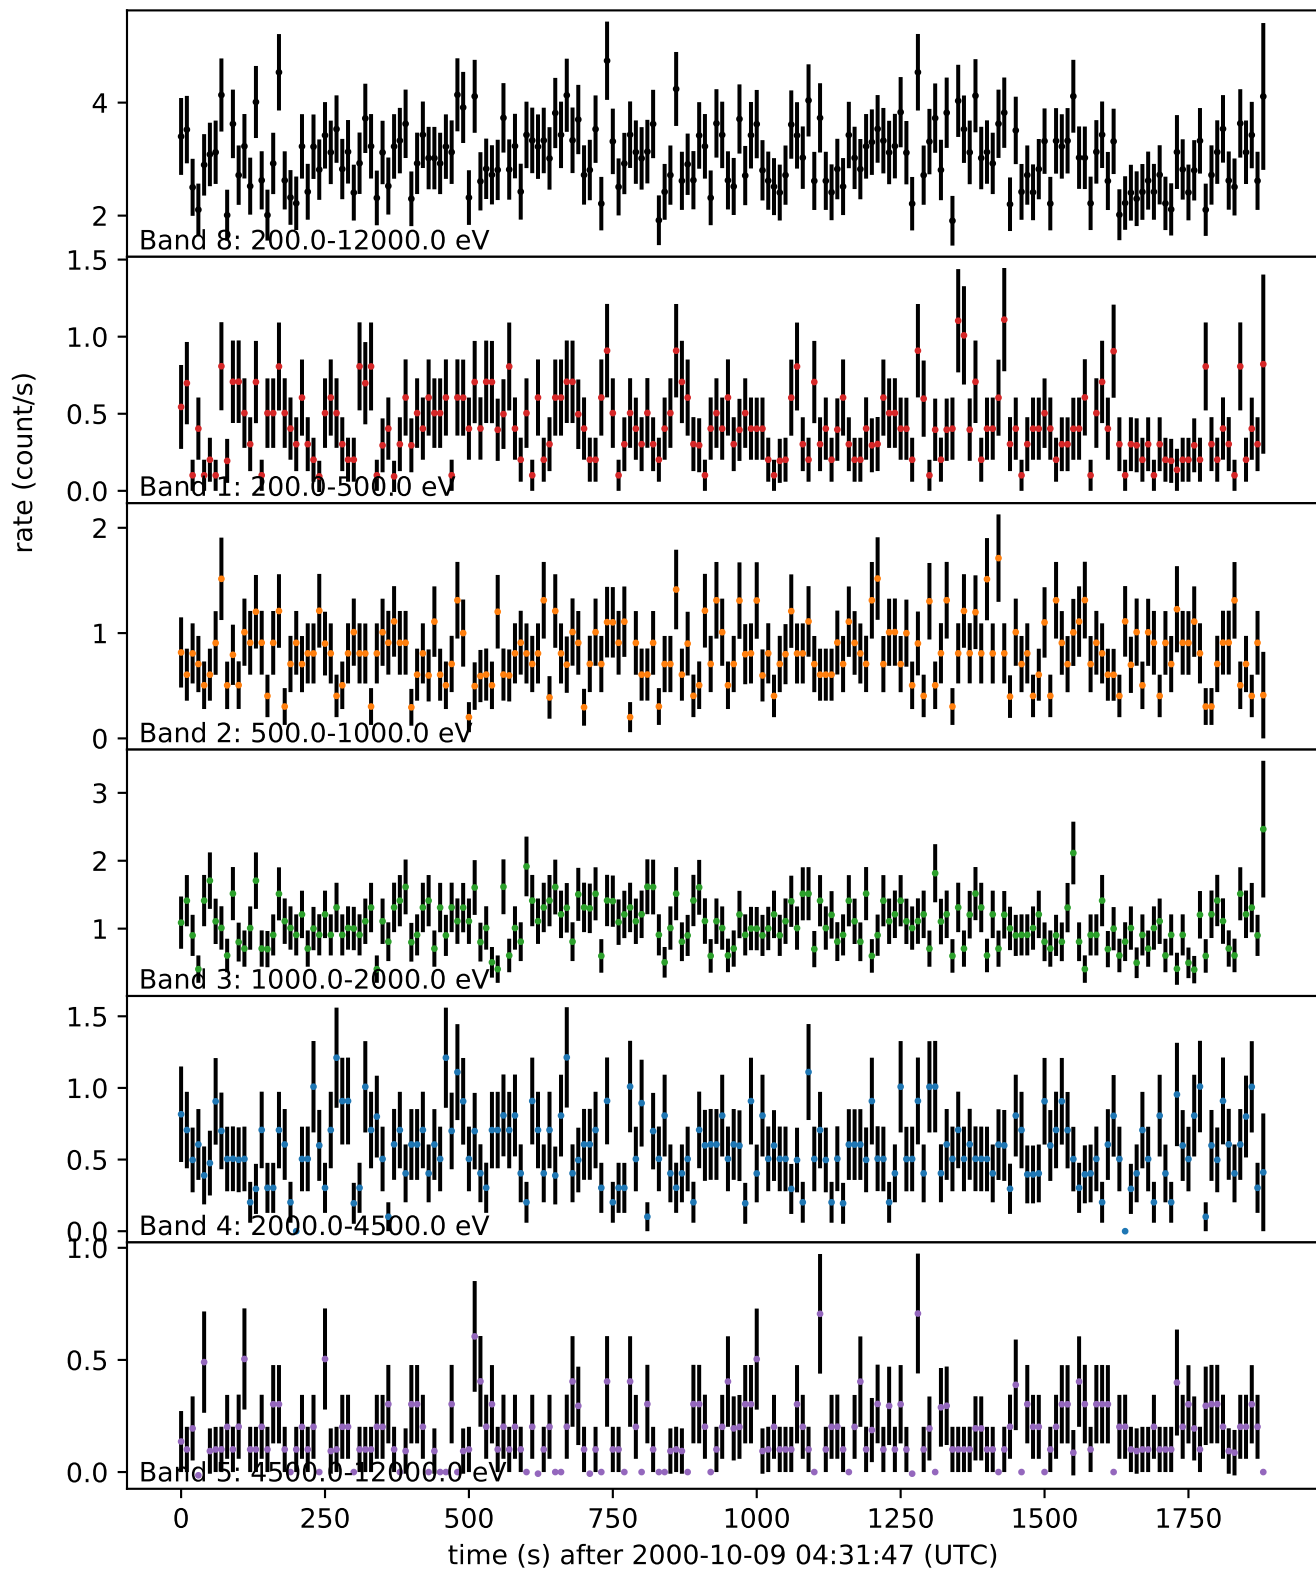 4
2
Band 8: 200.0-12000.0 eV
1.5
1.0
0.5
0.0
Band 1: 200.0-500.0 eV
rate (count/s)
2
1
0
Band 2: 500.0-1000.0 eV
3
2
1
Band 3: 1000.0-2000.0 eV
1.5
1.0
0.5
0.0
Band 4: 2000.0-4500.0 eV
1.0
0.5
0.0
Band 5: 4500.0-12000.0 eV
0 250 500 750 1000 1250 1500 1750
time (s) after 2000-10-09 04:31:47 (UTC)